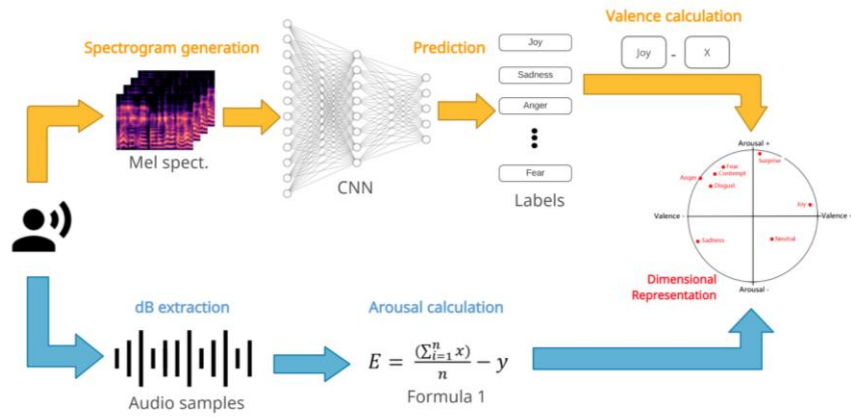 Spectrogram generation
Mel spect.
CNN
Prediction
Joy
Sadness
Anger
Fear
Labels
Valence calculation
Joy - X
Arousal +
Surprise
Fear
Contempt
Anger
Disgust
Joy
Valence -
Valence +
Sadness
Neutral
Arousal -
Dimensional
Representation
dB extraction
Audio samples
Arousal calculation
E = (∑ⁿᵢ₌₁ x) / n − y
Formula 1